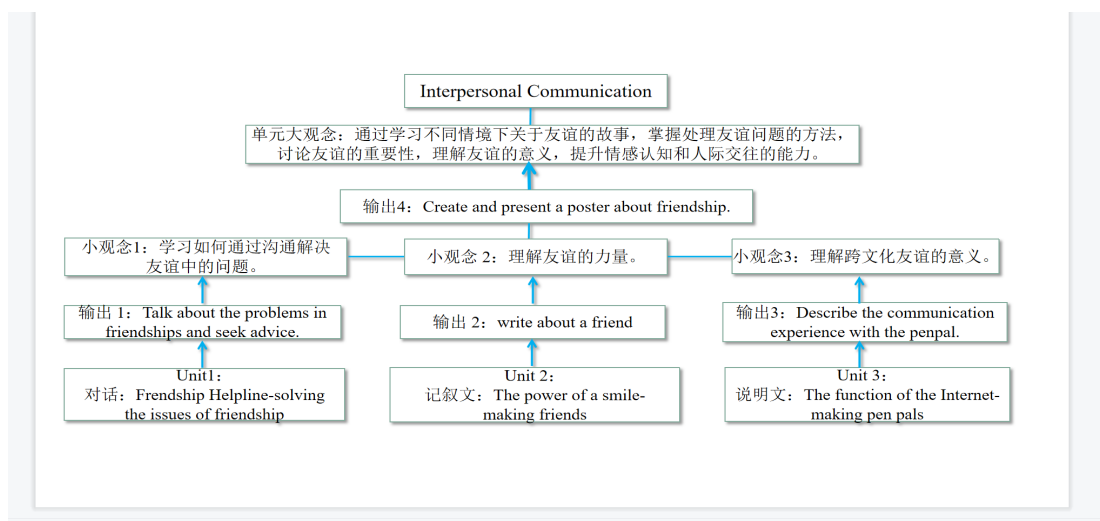 Interpersonal Communication
单元大观念：通过学习不同情境下关于友谊的故事，掌握处理友谊问题的方法，
讨论友谊的重要性，理解友谊的意义，提升情感认知和人际交往的能力。
输出4：Create and present a poster about friendship.
小观念1：学习如何通过沟通解决
友谊中的问题。
小观念 2：理解友谊的力量。
小观念3：理解跨文化友谊的意义。
输出 1：Talk about the problems in
friendships and seek advice.
输出 2：write about a friend
输出3：Describe the communication
experience with the penpal.
Unit1：
对话：Frendship Helpline-solving
the issues of friendship
Unit 2：
记叙文：The power of a smile-
making friends
Unit 3：
说明文：The function of the Internet-
making pen pals